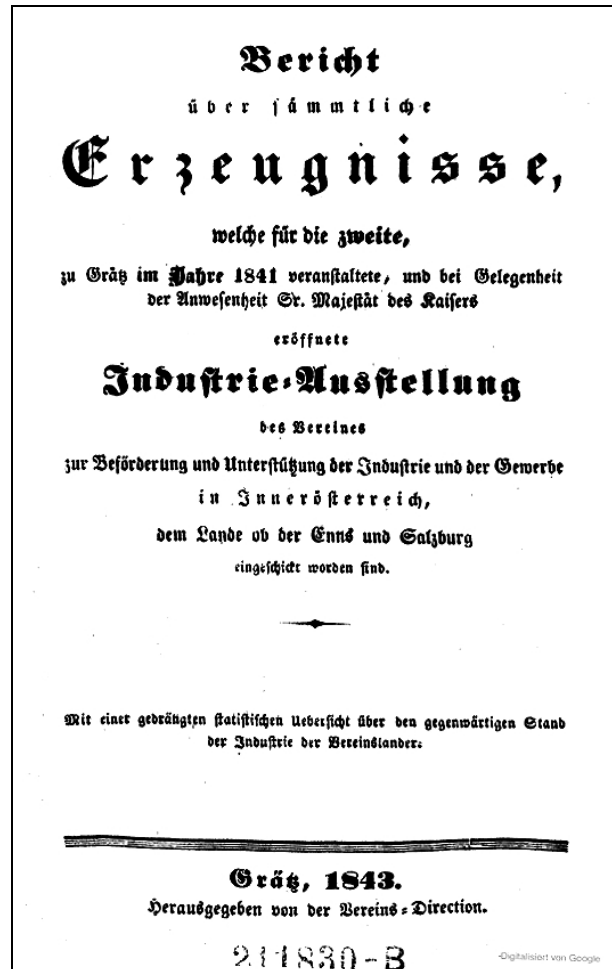 Bericht
über sämmtliche
Erzeugnisse,
welche für die zweite,
zu Grätz im Jahre 1841 veranstaltete, und bei Gelegenheit
der Anwesenheit Sr. Majestät des Kaisers
eröffnete
Industrie-Ausstellung
des Vereines
zur Beförderung und Unterstützung der Industrie und der Gewerbe
in Innerösterreich,
dem Lande ob der Enns und Salzburg
eingeschickt worden sind.
Mit einer gedrängten statistischen Uebersicht über den gegenwärtigen Stand
der Industrie der Vereinslander.
Grätz, 1843.
Herausgegeben von der Vereins-Direction.
211830-B
Digitalisiert von Google